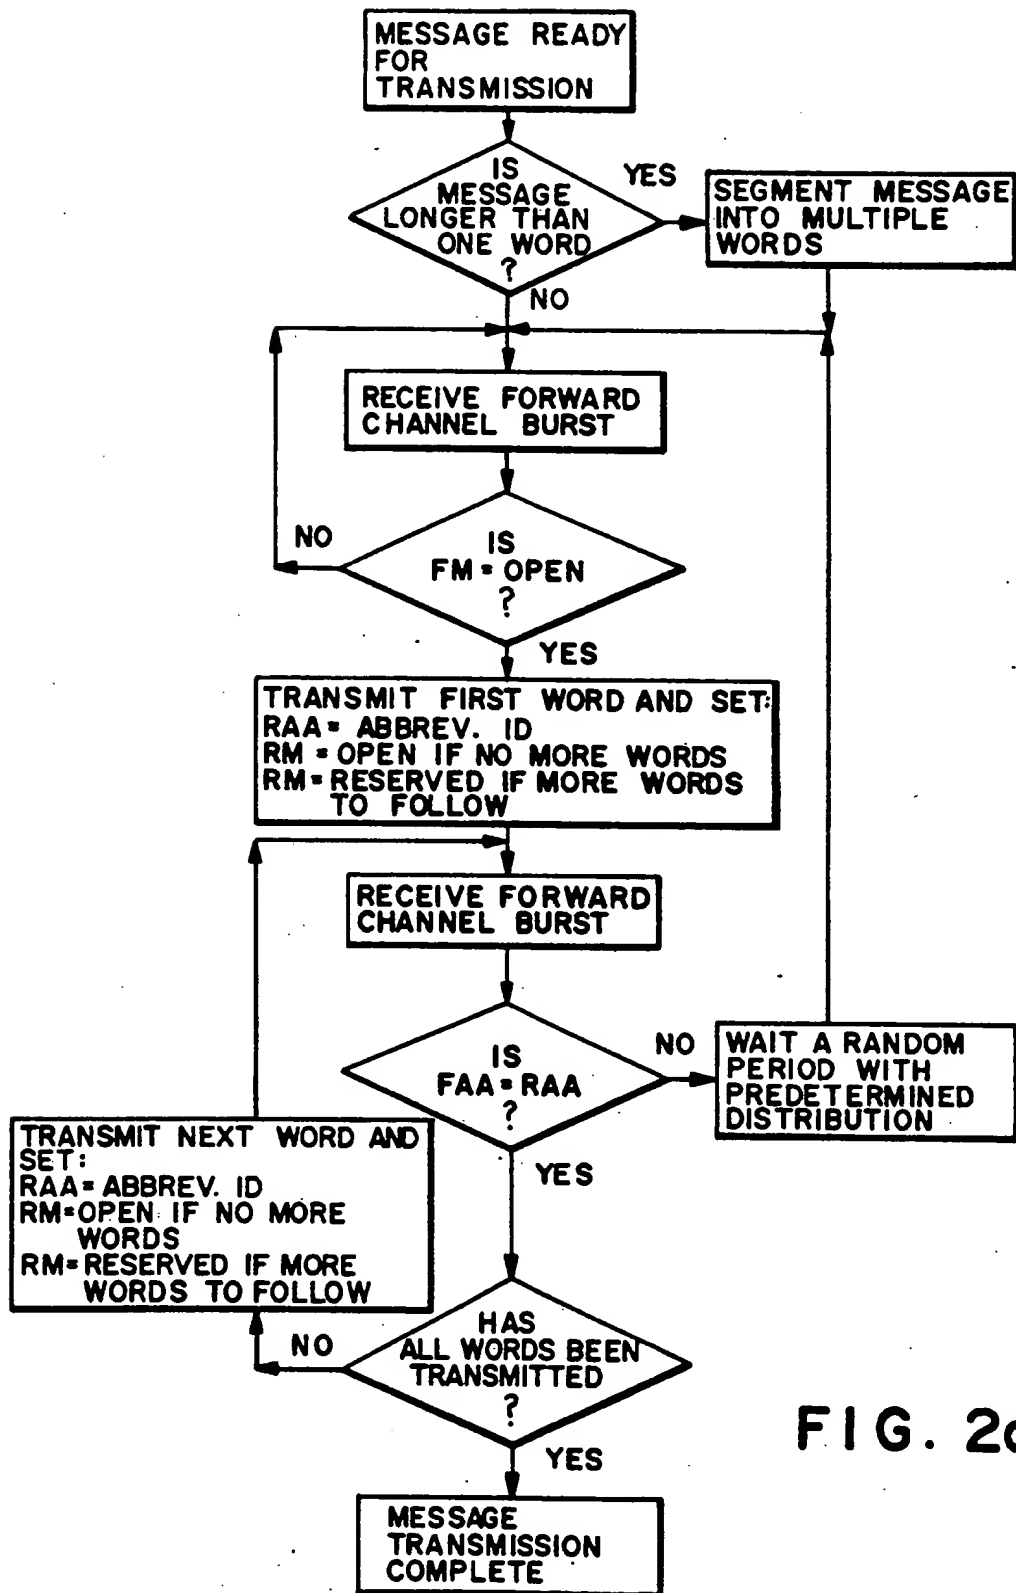 MESSAGE READY
FOR
TRANSMISSION
IS
MESSAGE
LONGER THAN
ONE WORD
?
YES
SEGMENT MESSAGE
INTO MULTIPLE
WORDS
NO
RECEIVE FORWARD
CHANNEL BURST
NO
IS
FM = OPEN
?
YES
TRANSMIT FIRST WORD AND SET:
RAA = ABBREV. ID
RM = OPEN IF NO MORE WORDS
RM = RESERVED IF MORE WORDS
TO FOLLOW
RECEIVE FORWARD
CHANNEL BURST
IS
FAA = RAA
?
NO
WAIT A RANDOM
PERIOD WITH
PREDETERMINED
DISTRIBUTION
YES
TRANSMIT NEXT WORD AND
SET:
RAA = ABBREV. ID
RM=OPEN IF NO MORE
WORDS
RM=RESERVED IF MORE
WORDS TO FOLLOW
NO
HAS
ALL WORDS BEEN
TRANSMITTED
?
YES
MESSAGE
TRANSMISSION
COMPLETE
FIG. 2